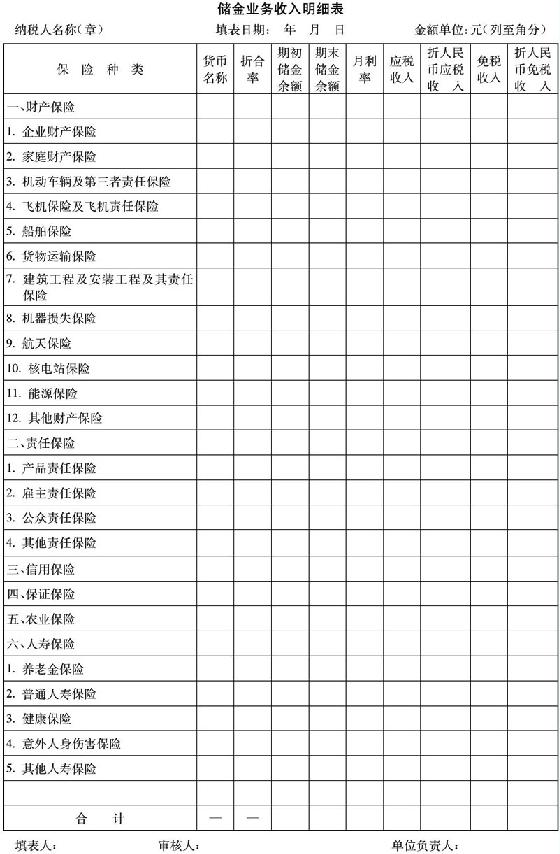 储金业务收入明细表
纳税人名称(章) 填表日期: 年 月 日 金额单位:元(列至角分)
保险种类 货币名称 折合率 期初储金余额 期末储金余额 月利率 应税收入 折人民币应税收入 免税收入 折人民币免税收入
一、财产保险
1. 企业财产保险
2. 家庭财产保险
3. 机动车辆及第三者责任保险
4. 飞机保险及飞机责任保险
5. 船舶保险
6. 货物运输保险
7. 建筑工程及安装工程及其责任
保险
8. 机器损失保险
9. 航天保险
10. 核电站保险
11. 能源保险
12. 其他财产保险
二、责任保险
1. 产品责任保险
2. 雇主责任保险
3. 公众责任保险
4. 其他责任保险
三、信用保险
四、保证保险
五、农业保险
六、人寿保险
1. 养老金保险
2. 普通人寿保险
3. 健康保险
4. 意外人身伤害保险
5. 其他人寿保险
合 计 — —
填表人: 审核人: 单位负责人: